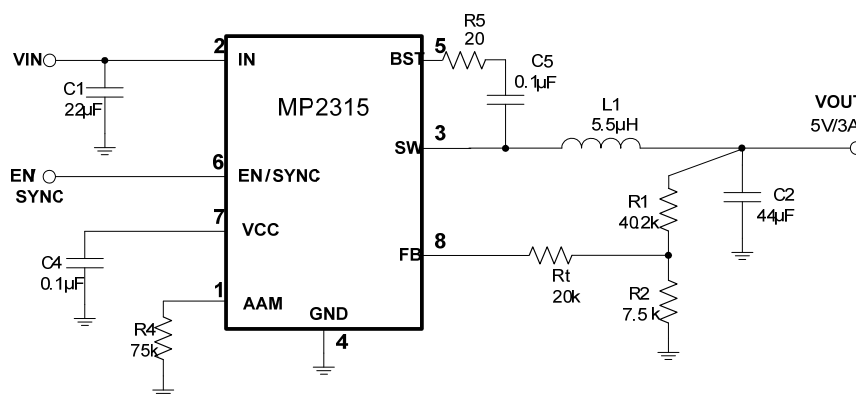 R5
20
2
5
VIN
IN
BST
C5
0.1µF
C1
22µF
MP2315
L1
5.5µH
VOUT
5V/3A
3
SW
6
EN'
SYNC
EN/SYNC
R1
40.2k
C2
44µF
7
VCC
8
FB
C4
0.1µF
Rt
20k
R2
7.5 k
1
AAM
GND
R4
75k
4